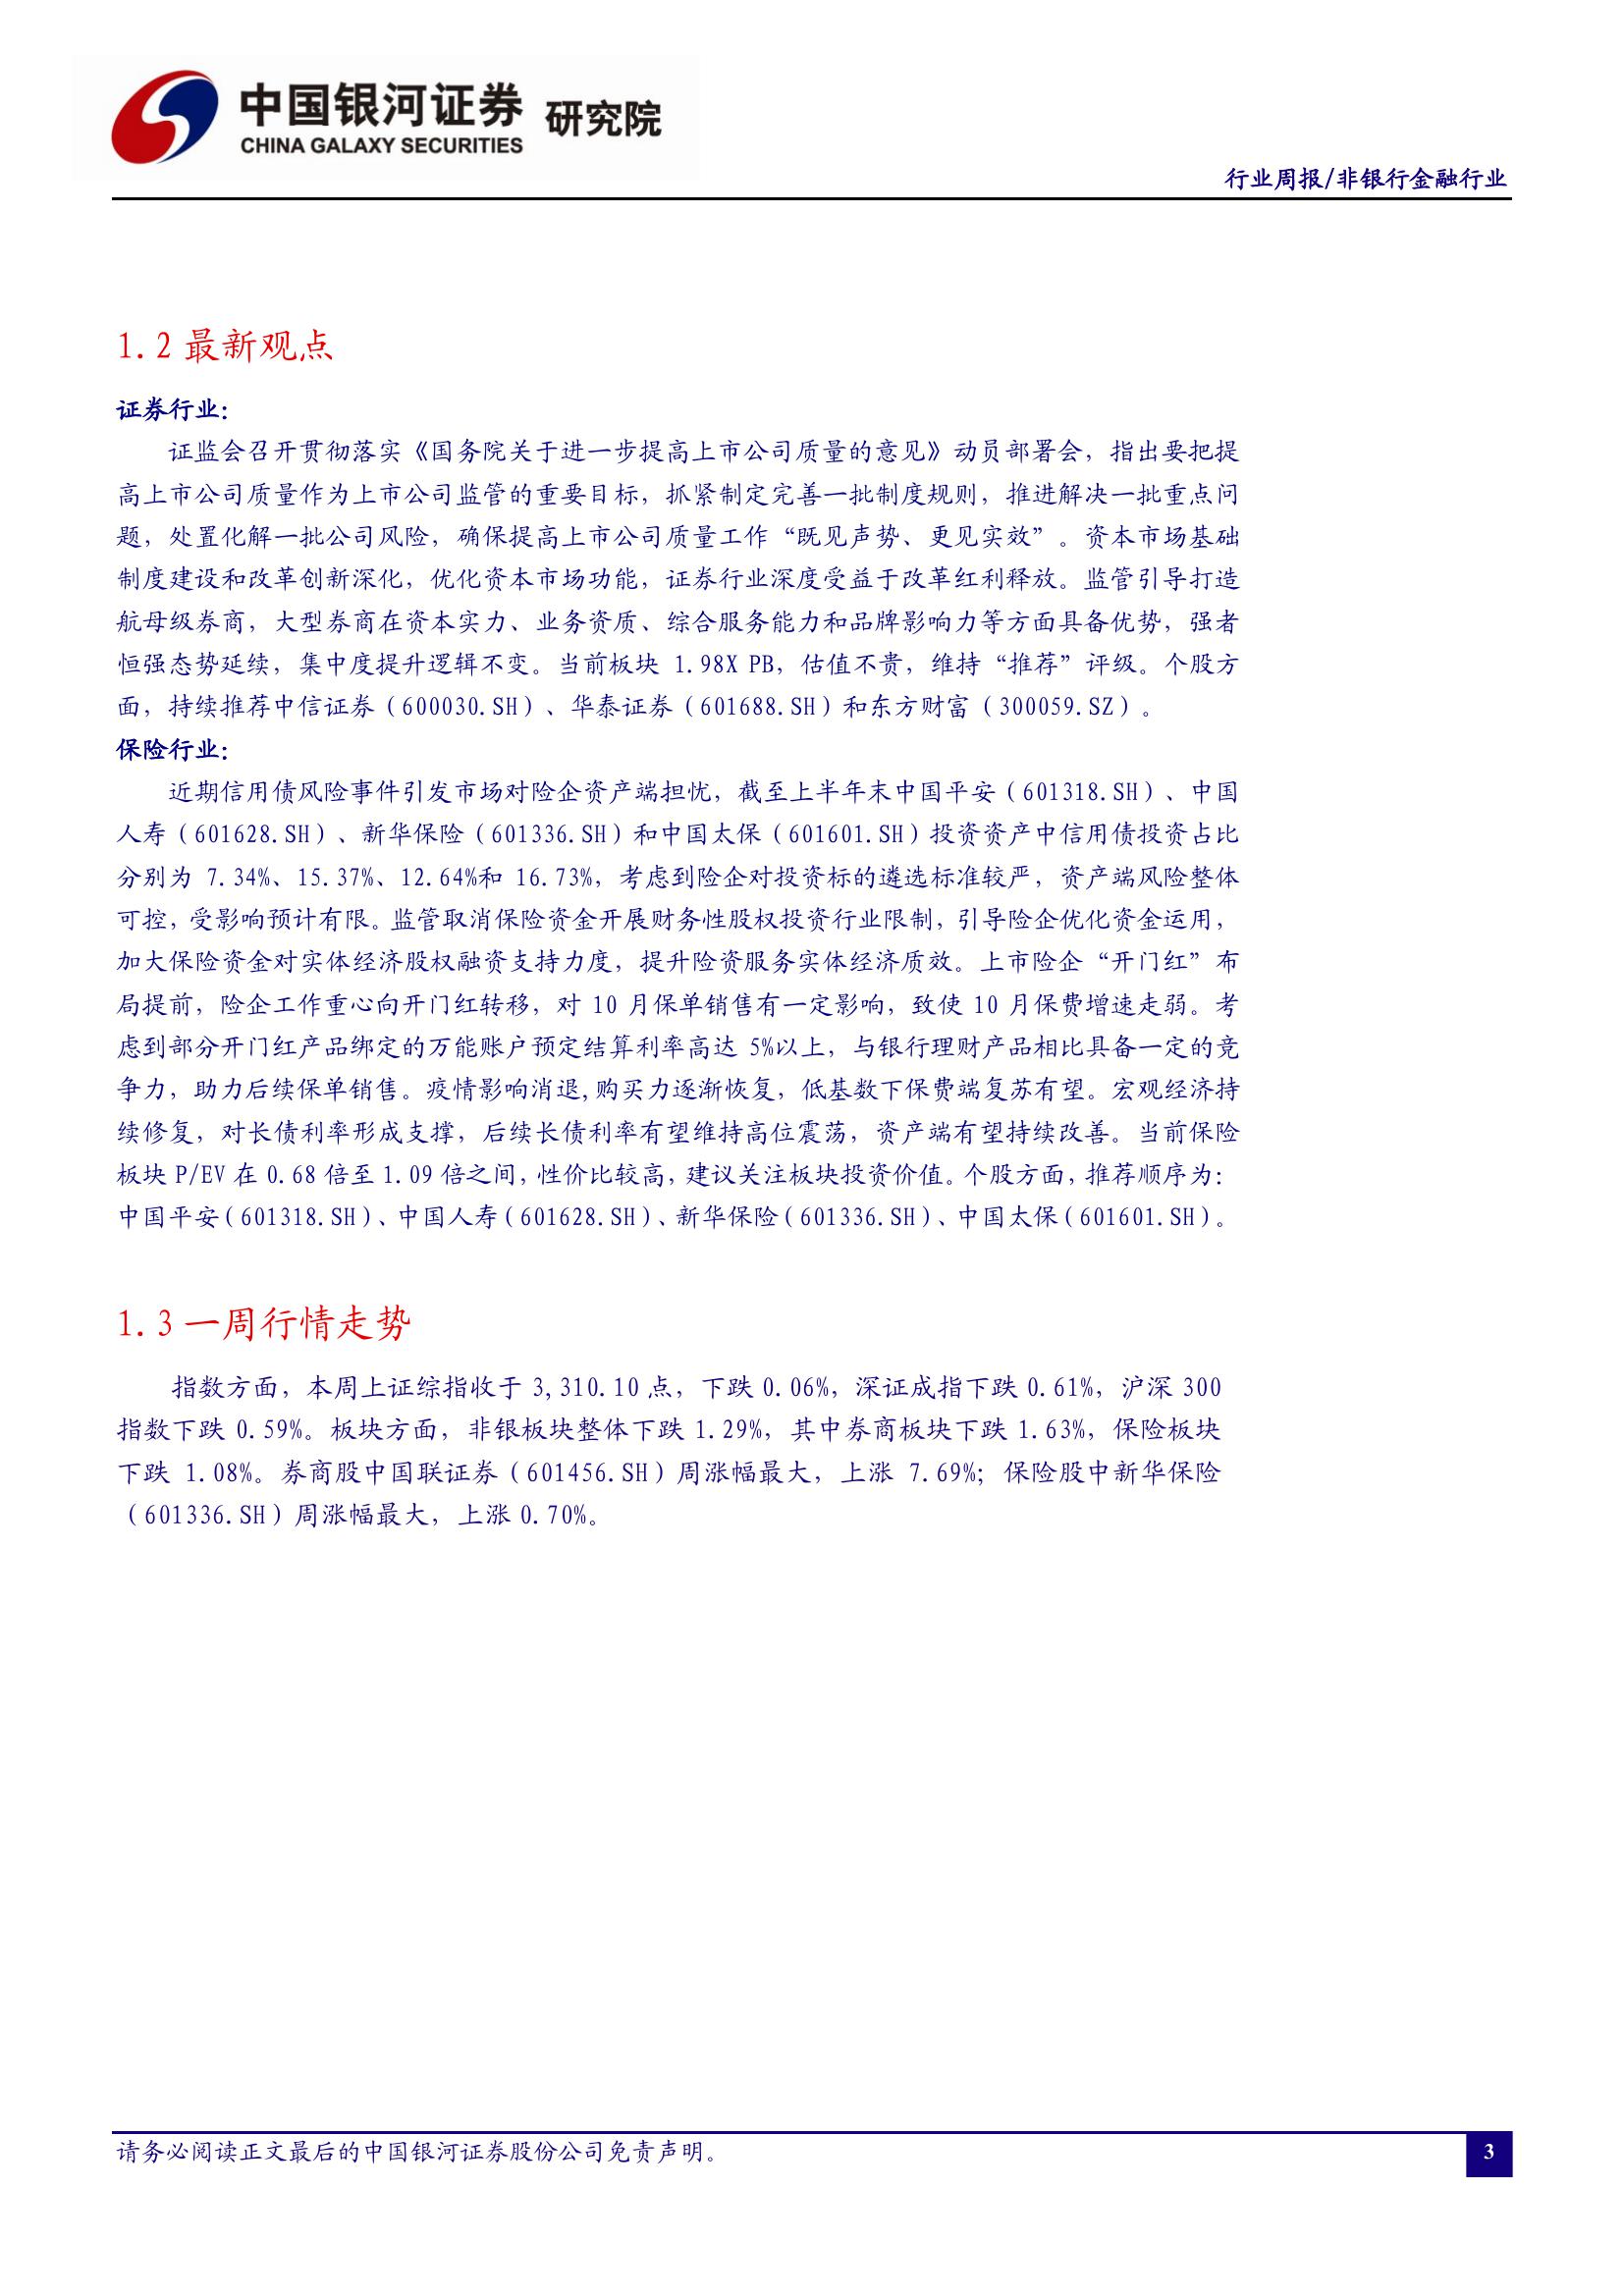 中国银河证券 研究院
CHINA GALAXY SECURITIES
行业周报/非银行金融行业
1.2 最新观点
证券行业：
证监会召开贯彻落实《国务院关于进一步提高上市公司质量的意见》动员部署会，指出要把提
高上市公司质量作为上市公司监管的重要目标，抓紧制定完善一批制度规则，推进解决一批重点问
题，处置化解一批公司风险，确保提高上市公司质量工作“既见声势、更见实效”。资本市场基础
制度建设和改革创新深化，优化资本市场功能，证券行业深度受益于改革红利释放。监管引导打造
航母级券商，大型券商在资本实力、业务资质、综合服务能力和品牌影响力等方面具备优势，强者
恒强态势延续，集中度提升逻辑不变。当前板块 1.98X PB，估值不贵，维持“推荐”评级。个股方
面，持续推荐中信证券（600030.SH）、华泰证券（601688.SH）和东方财富（300059.SZ）。
保险行业：
近期信用债风险事件引发市场对险企资产端担忧，截至上半年末中国平安（601318.SH）、中国
人寿（601628.SH）、新华保险（601336.SH）和中国太保（601601.SH）投资资产中信用债投资占比
分别为 7.34%、15.37%、12.64%和 16.73%，考虑到险企对投资标的遴选标准较严，资产端风险整体
可控，受影响预计有限。监管取消保险资金开展财务性股权投资行业限制，引导险企优化资金运用，
加大保险资金对实体经济股权融资支持力度，提升险资服务实体经济质效。上市险企“开门红”布
局提前，险企工作重心向开门红转移，对 10 月保单销售有一定影响，致使 10 月保费增速走弱。考
虑到部分开门红产品绑定的万能账户预定结算利率高达 5%以上，与银行理财产品相比具备一定的竞
争力，助力后续保单销售。疫情影响消退,购买力逐渐恢复，低基数下保费端复苏有望。宏观经济持
续修复，对长债利率形成支撑，后续长债利率有望维持高位震荡，资产端有望持续改善。当前保险
板块 P/EV 在 0.68 倍至 1.09 倍之间，性价比较高，建议关注板块投资价值。个股方面，推荐顺序为：
中国平安（601318.SH）、中国人寿（601628.SH）、新华保险（601336.SH）、中国太保（601601.SH）。
1.3 一周行情走势
指数方面，本周上证综指收于 3,310.10 点，下跌 0.06%，深证成指下跌 0.61%，沪深 300
指数下跌 0.59%。板块方面，非银板块整体下跌 1.29%，其中券商板块下跌 1.63%，保险板块
下跌 1.08%。券商股中国联证券（601456.SH）周涨幅最大，上涨 7.69%；保险股中新华保险
（601336.SH）周涨幅最大，上涨 0.70%。
请务必阅读正文最后的中国银河证券股份公司免责声明。
3